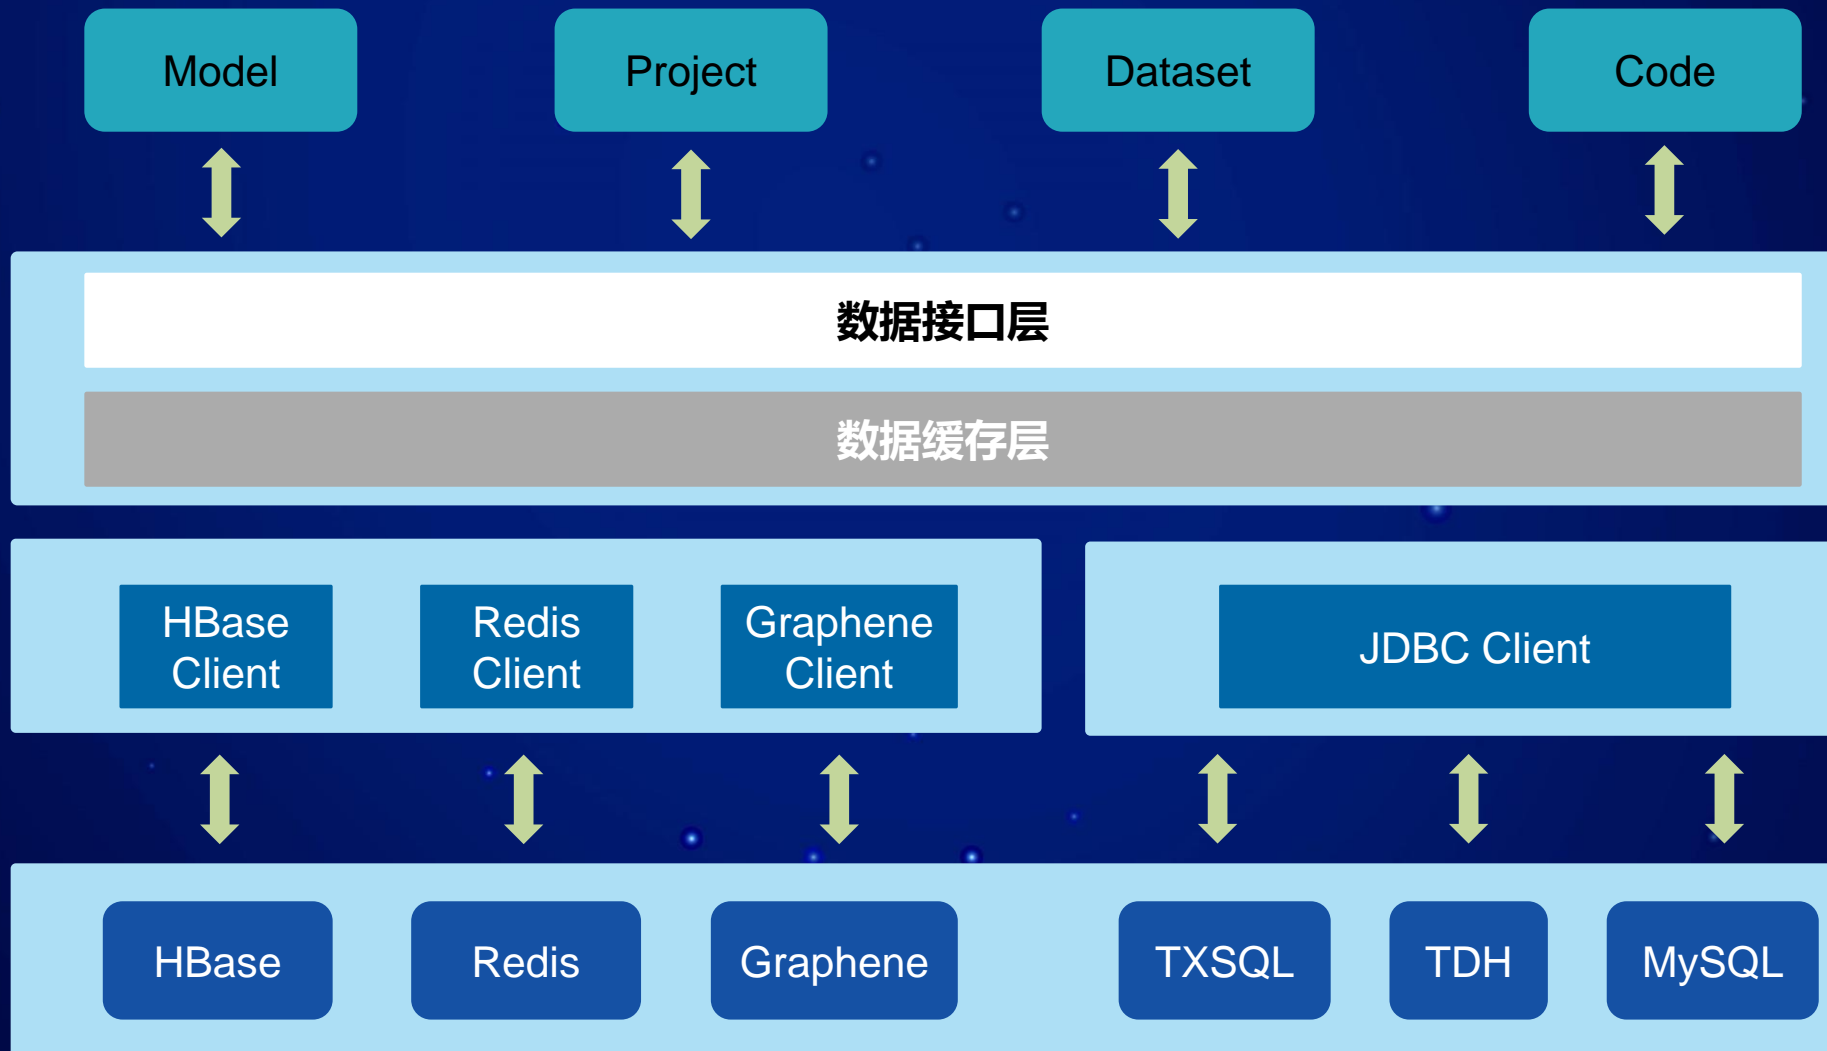 Model
Project
Dataset
Code
数据接口层
数据缓存层
HBase
Client
Redis
Client
Graphene
Client
JDBC Client
HBase
Redis
Graphene
TXSQL
TDH
MySQL